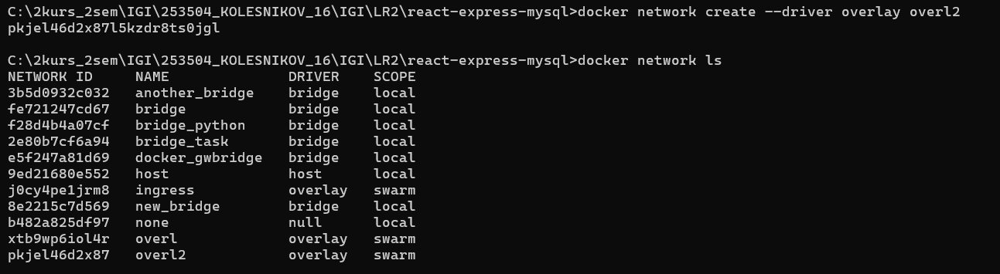 C:\2kurs_2sem\IGI\253504_KOLESNIKOV_16\IGI\LR2\react-express-mysql>docker network create --driver overlay overl2
pkjel46d2x87l5kzdr8ts0jgl

C:\2kurs_2sem\IGI\253504_KOLESNIKOV_16\IGI\LR2\react-express-mysql>docker network ls
NETWORK ID     NAME              DRIVER    SCOPE
3b5d0932c032   another_bridge    bridge    local
fe721247cd67   bridge            bridge    local
f28d4b4a07cf   bridge_python     bridge    local
2e80b7cf6a94   bridge_task       bridge    local
e5f247a81d69   docker_gwbridge   bridge    local
9ed21680e552   host              host      local
j0cy4pe1jrm8   ingress           overlay   swarm
8e2215c7d569   new_bridge        bridge    local
b482a825df97   none              null      local
xtb9wp6iol4r   overl             overlay   swarm
pkjel46d2x87   overl2            overlay   swarm